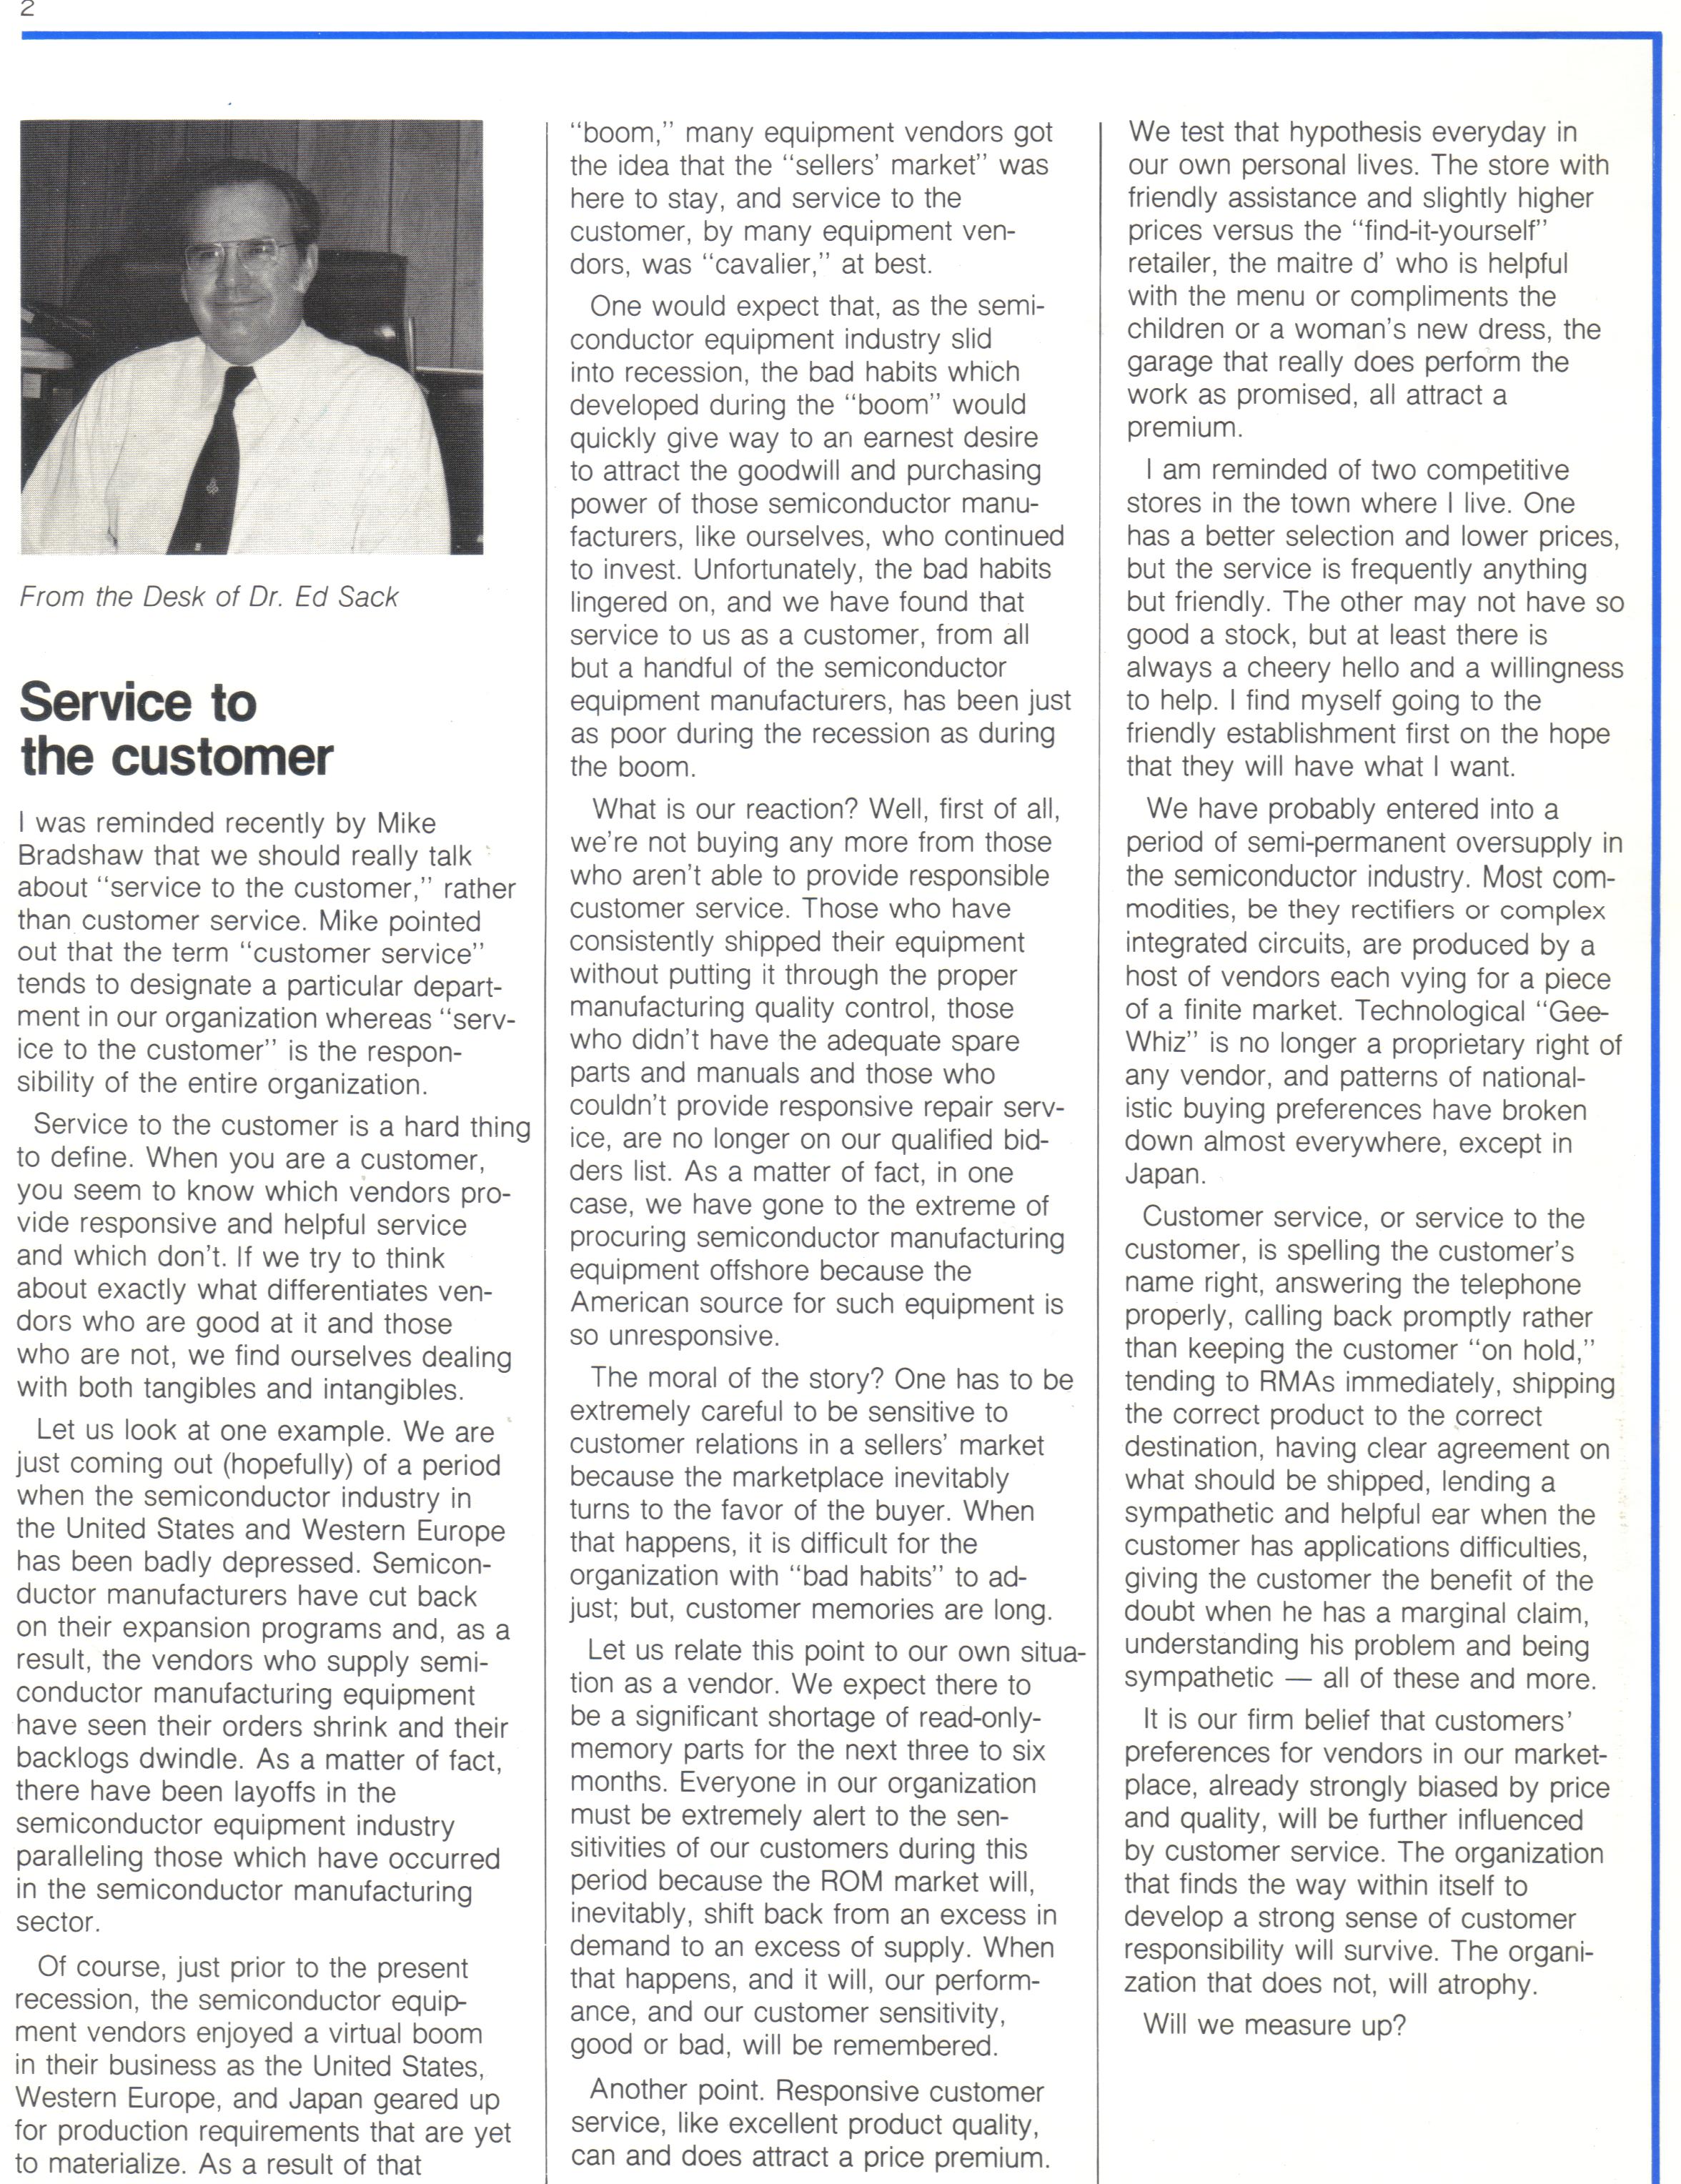 2
From the Desk of Dr. Ed Sack
Service to
the customer
I was reminded recently by Mike
Bradshaw that we should really talk
about “service to the customer,” rather
than customer service. Mike pointed
out that the term “customer service”
tends to designate a particular depart-
ment in our organization whereas “serv-
ice to the customer” is the respon-
sibility of the entire organization.
Service to the customer is a hard thing
to define. When you are a customer,
you seem to know which vendors pro-
vide responsive and helpful service
and which don't. If we try to think
about exactly what differentiates ven-
dors who are good at it and those
who are not, we find ourselves dealing
with both tangibles and intangibles.
Let us look at one example. We are
just coming out (hopefully) of a period
when the semiconductor industry in
the United States and Western Europe
has been badly depressed. Semicon-
ductor manufacturers have cut back
on their expansion programs and, as a
result, the vendors who supply semi-
conductor manufacturing equipment
have seen their orders shrink and their
backlogs dwindle. As a matter of fact,
there have been layoffs in the
semiconductor equipment industry
paralleling those which have occurred
in the semiconductor manufacturing
sector.
Of course, just prior to the present
recession, the semiconductor equip-
ment vendors enjoyed a virtual boom
in their business as the United States,
Western Europe, and Japan geared up
for production requirements that are yet
to materialize. As a result of that
“boom,” many equipment vendors got
the idea that the “sellers’ market” was
here to stay, and service to the
customer, by many equipment ven-
dors, was “cavalier,” at best.
One would expect that, as the semi-
conductor equipment industry slid
into recession, the bad habits which
developed during the “boom” would
quickly give way to an earnest desire
to attract the goodwill and purchasing
power of those semiconductor manu-
facturers, like ourselves, who continued
to invest. Unfortunately, the bad habits
lingered on, and we have found that
service to us as a customer, from all
but a handful of the semiconductor
equipment manufacturers, has been just
as poor during the recession as during
the boom.
What is our reaction? Well, first of all,
we're not buying any more from those
who aren't able to provide responsible
customer service. Those who have
consistently shipped their equipment
without putting it through the proper
manufacturing quality control, those
who didn't have the adequate spare
parts and manuals and those who
couldn't provide responsive repair serv-
ice, are no longer on our qualified bid-
ders list. As a matter of fact, in one
case, we have gone to the extreme of
procuring semiconductor manufacturing
equipment offshore because the
American source for such equipment is
so unresponsive.
The moral of the story? One has to be
extremely careful to be sensitive to
customer relations in a sellers’ market
because the marketplace inevitably
turns to the favor of the buyer. When
that happens, it is difficult for the
organization with “bad habits” to ad-
just; but, customer memories are long.
Let us relate this point to our own situa-
tion as a vendor. We expect there to
be a significant shortage of read-only-
memory parts for the next three to six
months. Everyone in our organization
must be extremely alert to the sen-
sitivities of our customers during this
period because the ROM market will,
inevitably, shift back from an excess in
demand to an excess of supply. When
that happens, and it will, our perform-
ance, and our customer sensitivity,
good or bad, will be remembered.
Another point. Responsive customer
service, like excellent product quality,
can and does attract a price premium.
We test that hypothesis everyday in
our own personal lives. The store with
friendly assistance and slightly higher
prices versus the “find-it-yourself”
retailer, the maitre d’ who is helpful
with the menu or compliments the
children or a woman's new dress, the
garage that really does perform the
work as promised, all attract a
premium.
I am reminded of two competitive
stores in the town where I live. One
has a better selection and lower prices,
but the service is frequently anything
but friendly. The other may not have so
good a stock, but at least there is
always a cheery hello and a willingness
to help. I find myself going to the
friendly establishment first on the hope
that they will have what I want.
We have probably entered into a
period of semi-permanent oversupply in
the semiconductor industry. Most com-
modities, be they rectifiers or complex
integrated circuits, are produced by a
host of vendors each vying for a piece
of a finite market. Technological “Gee-
Whiz” is no longer a proprietary right of
any vendor, and patterns of national-
istic buying preferences have broken
down almost everywhere, except in
Japan.
Customer service, or service to the
customer, is spelling the customer's
name right, answering the telephone
properly, calling back promptly rather
than keeping the customer “on hold,”
tending to RMAs immediately, shipping
the correct product to the correct
destination, having clear agreement on
what should be shipped, lending a
sympathetic and helpful ear when the
customer has applications difficulties,
giving the customer the benefit of the
doubt when he has a marginal claim,
understanding his problem and being
sympathetic — all of these and more.
It is our firm belief that customers’
preferences for vendors in our market-
place, already strongly biased by price
and quality, will be further influenced
by customer service. The organization
that finds the way within itself to
develop a strong sense of customer
responsibility will survive. The organi-
zation that does not, will atrophy.
Will we measure up?